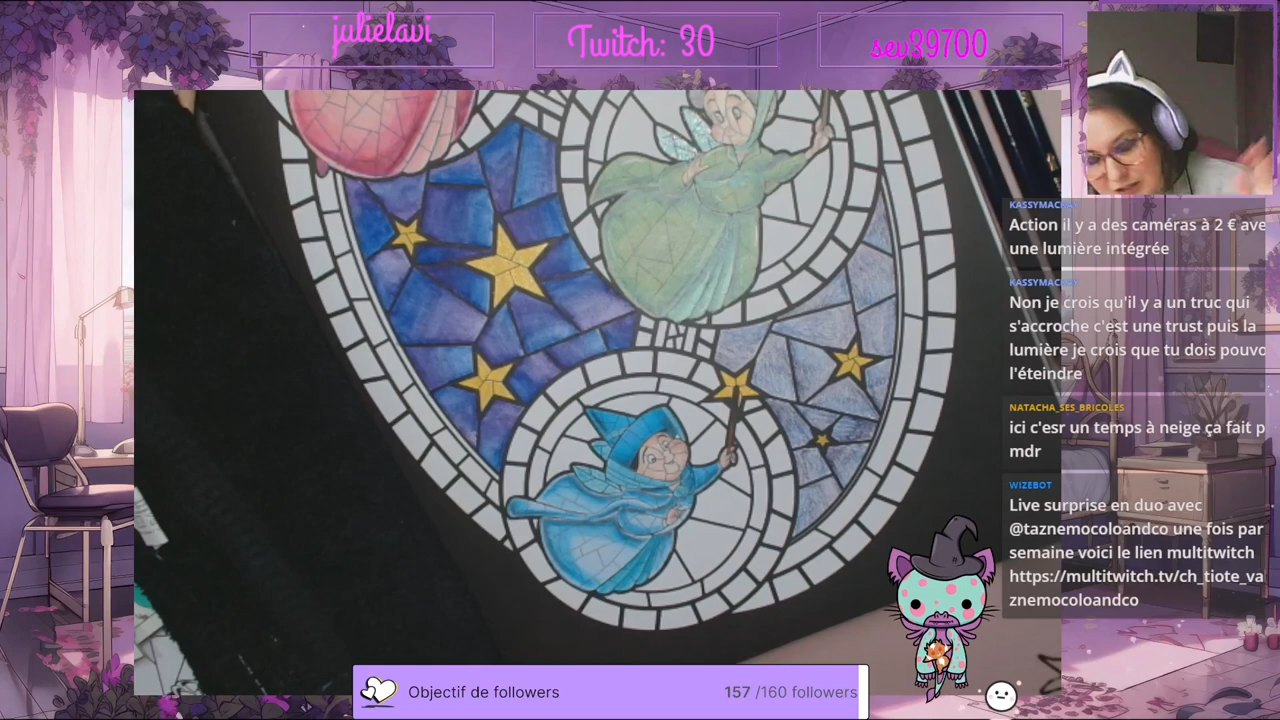 julielavi
Twitch: 30
sev39700
Action il y a des caméras à 2 € ave
une lumière intégrée
Non je crois qu'il y a un truc qui
s'accroche c'est une trust puis la
lumière je crois que tu dois pouvo
l'éteindre
NATACHA_SES_BRICOLES
ici c'esr un temps à neige ça fait p
mdr
WIZEBOT
Live surprise en duo avec
@taznemocoloandco une fois par
semaine voici le lien multitwitch
https://multitwitch.tv/ch_tiote_va
znemocoloandco
Objectif de followers
157 /160 followers